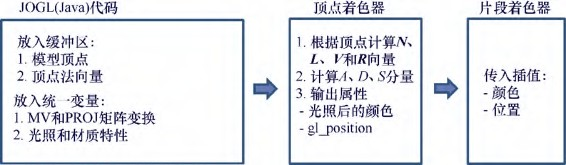 JOGL(Java)代码
放入缓冲区:
1. 模型顶点
2. 顶点法向量
放入统一变量:
1. MV和PROJ矩阵变换
2. 光照和材质特性
顶点着色器
1. 根据顶点计算N、
L、V和R向量
2. 计算A、D、S分量
3. 输出属性
- 光照后的颜色
- gl_position
片段着色器
传入插值:
- 颜色
- 位置